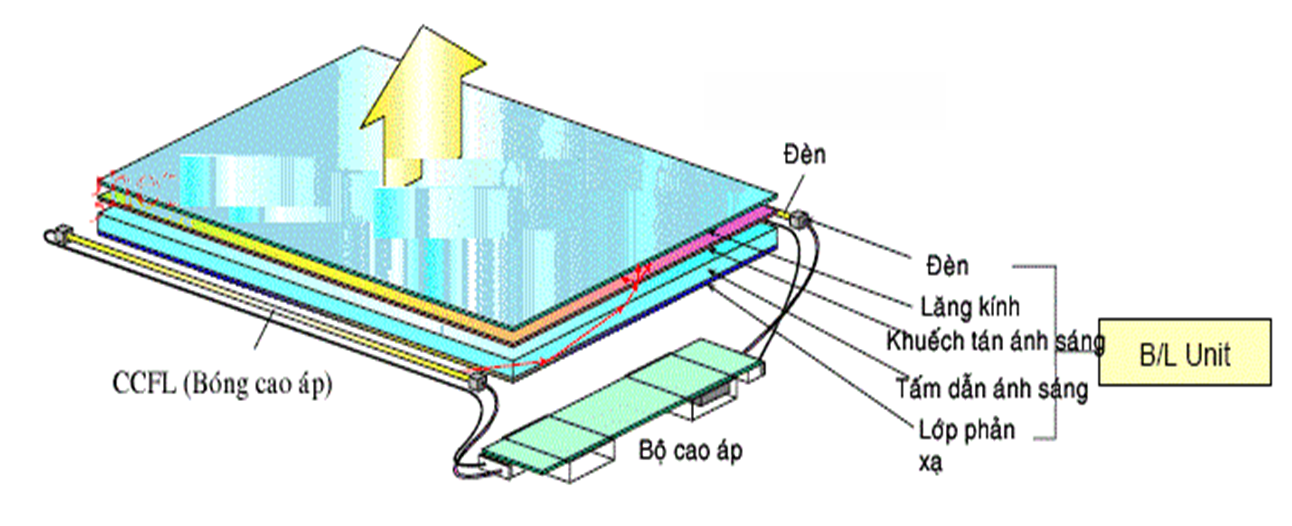 Đèn
Đèn
Lăng kính
Khuếch tán ánh sáng
B/L Unit
Tấm dẫn ánh sáng
CCFL (Bóng cao áp)
Lớp phản
xạ
Bộ cao áp